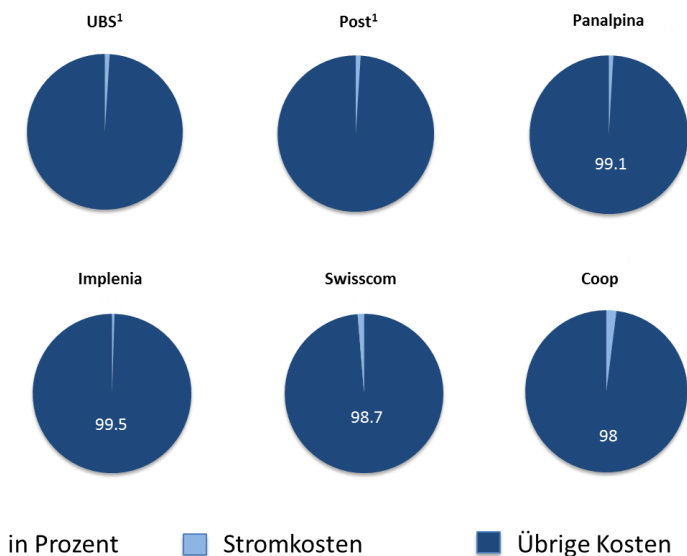 UBS¹
Post¹
Panalpina
99.1
Implenia
Swisscom
Coop
99.5
98.7
98
in Prozent
Stromkosten
Übrige Kosten